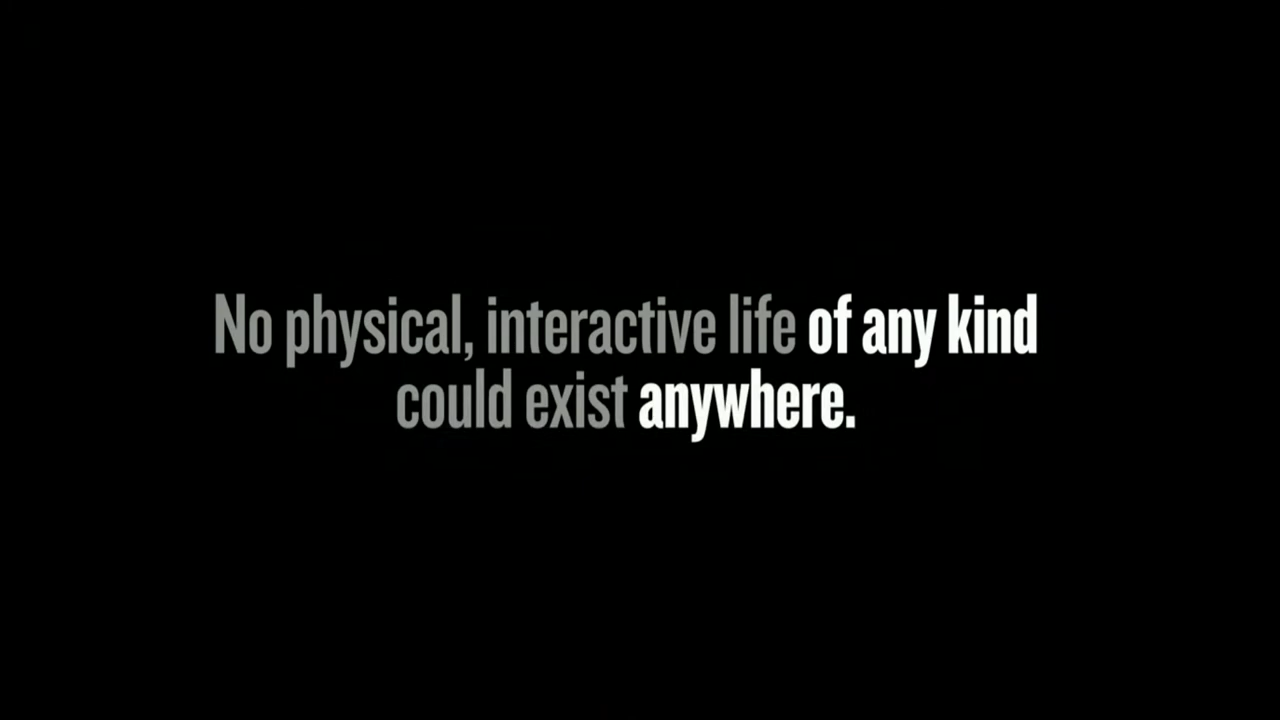 No physical, interactive life of any kind
could exist anywhere.